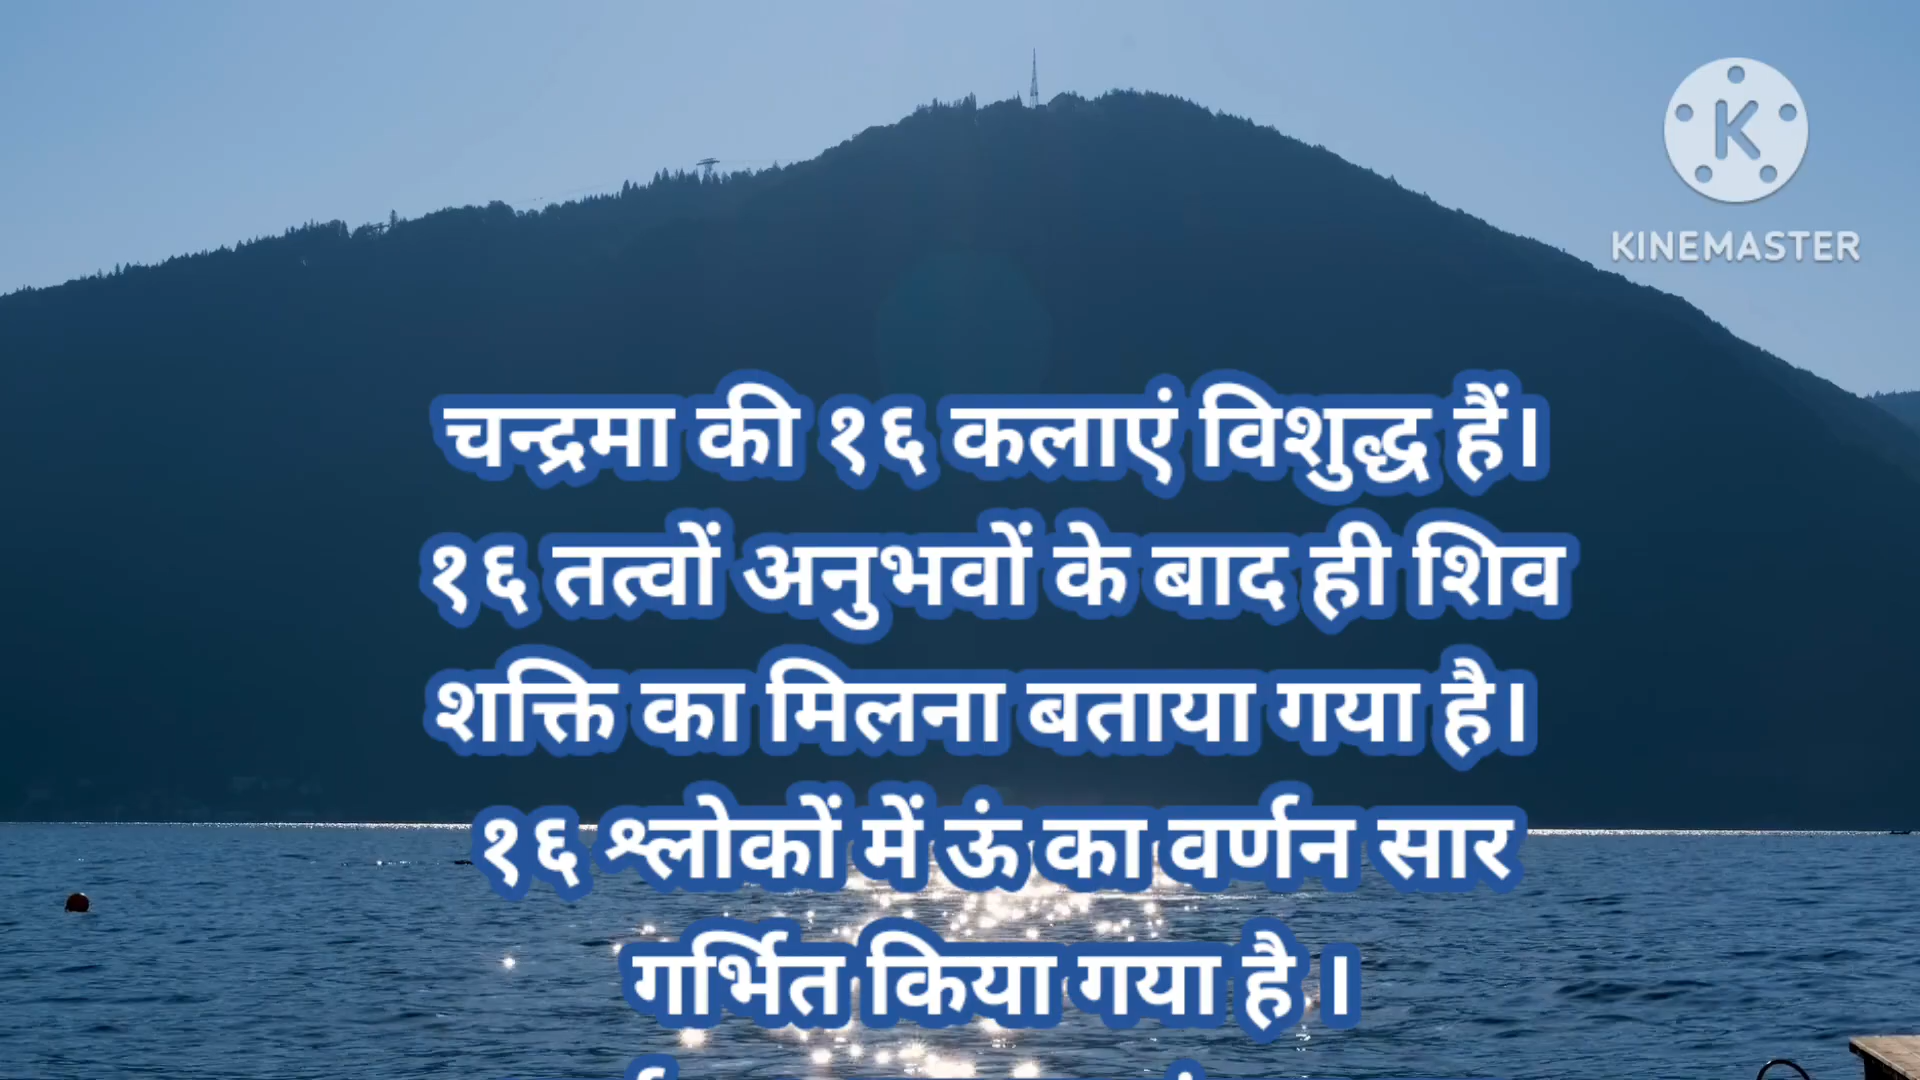 KINEMASTER
चन्द्रमा की १६ कलाएं विशुद्ध हैं।
१६ तत्वों अनुभवों के बाद ही शिव
शक्ति का मिलना बताया गया है।
१६ श्लोकों में ऊं का वर्णन सार
गर्भित किया गया है ।